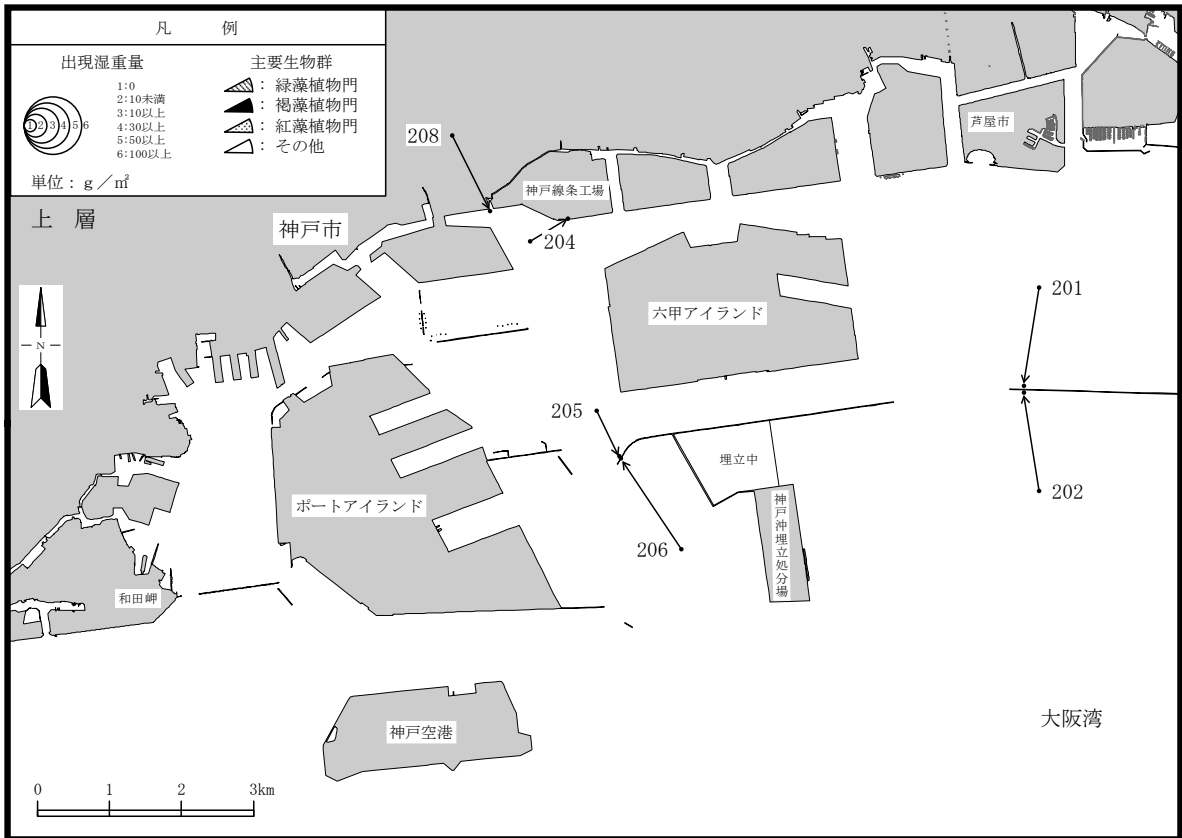 凡 例
出現湿重量
主要生物群
1:0
2:10未満
3:10以上
4:30以上
5:50以上
6:100以上
1 2 3 4 5 6
: 緑藻植物門
: 褐藻植物門
: 紅藻植物門
: その他
単位：g／㎡
上 層
208
芦屋市
神戸線条工場
神戸市
204
201
六甲アイランド
N
205
埋立中
202
ポートアイランド
神戸沖埋立処分場
206
和田岬
大阪湾
神戸空港
0 1 2 3km